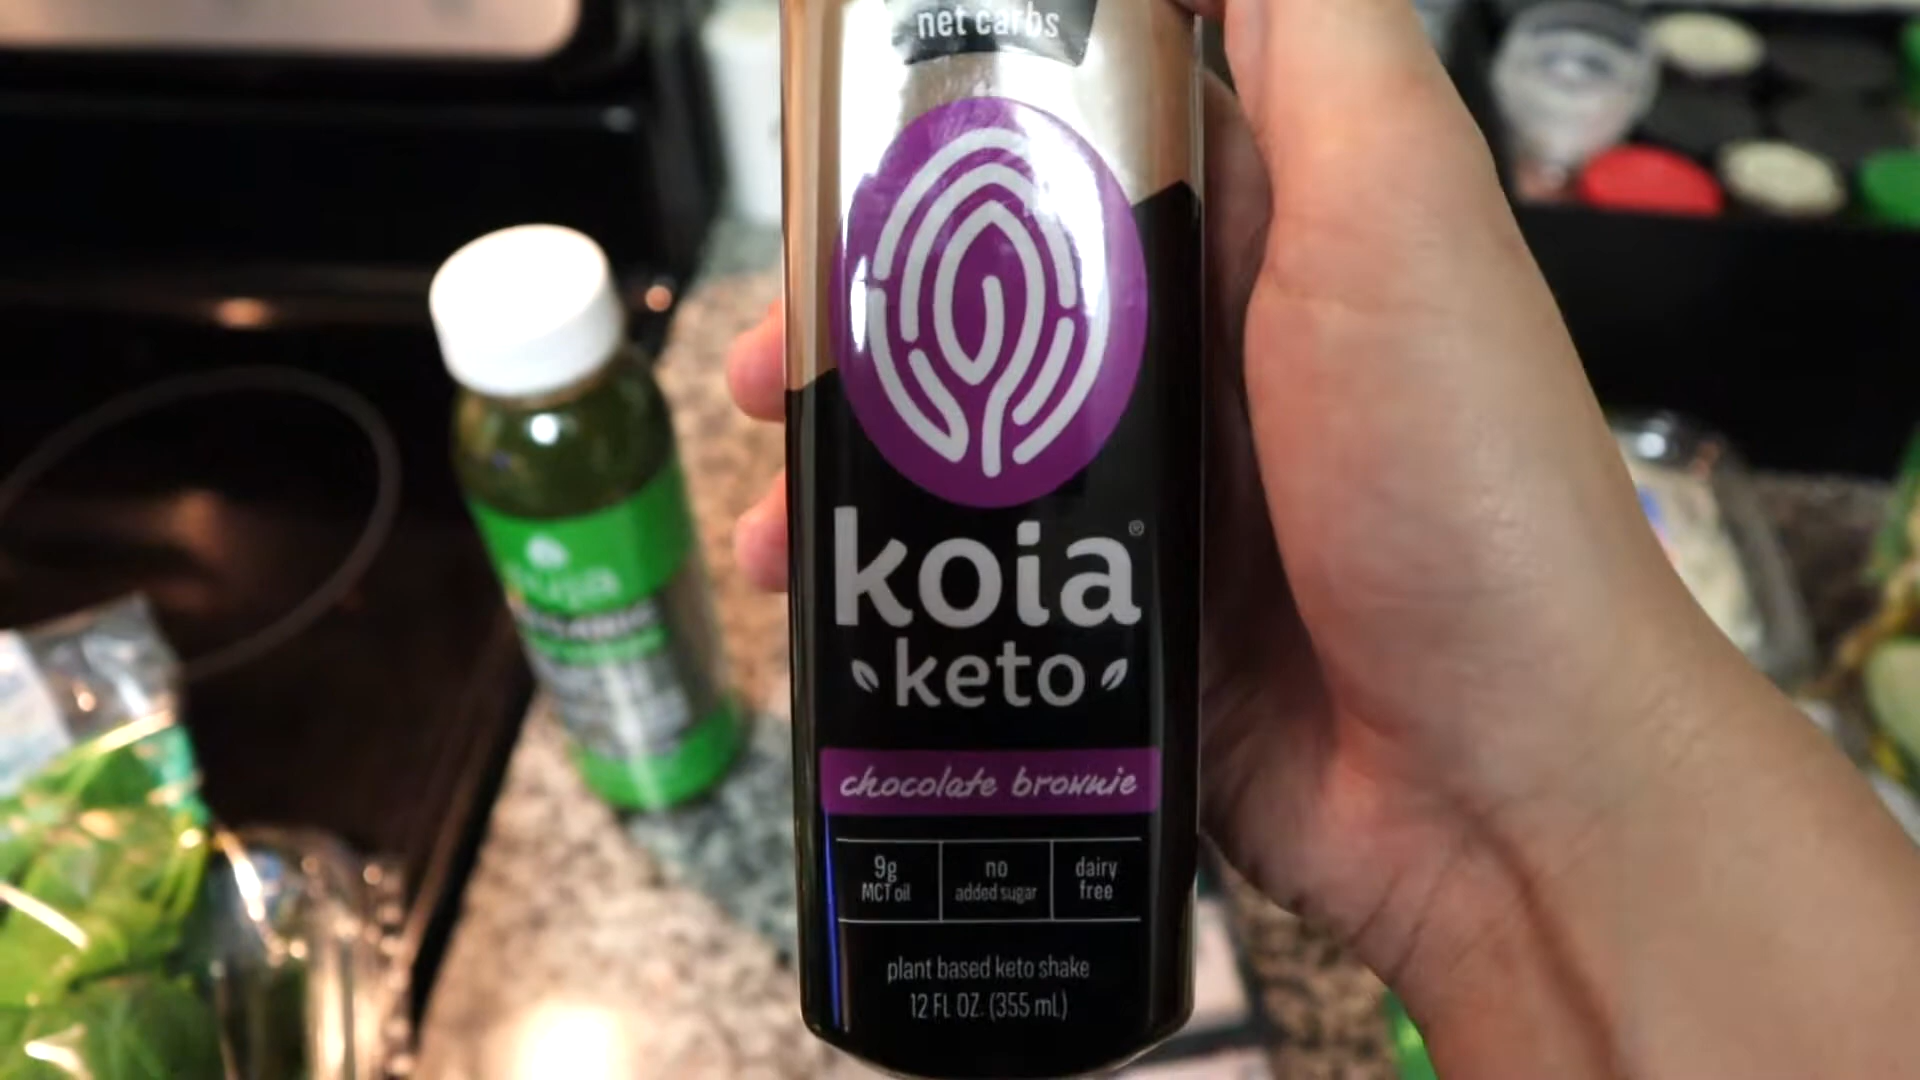 net carbs
koia®
keto
chocolate brownie
9g
MCT oil
no
added sugar
dairy
free
plant based keto shake
12 FL OZ. (355 mL)